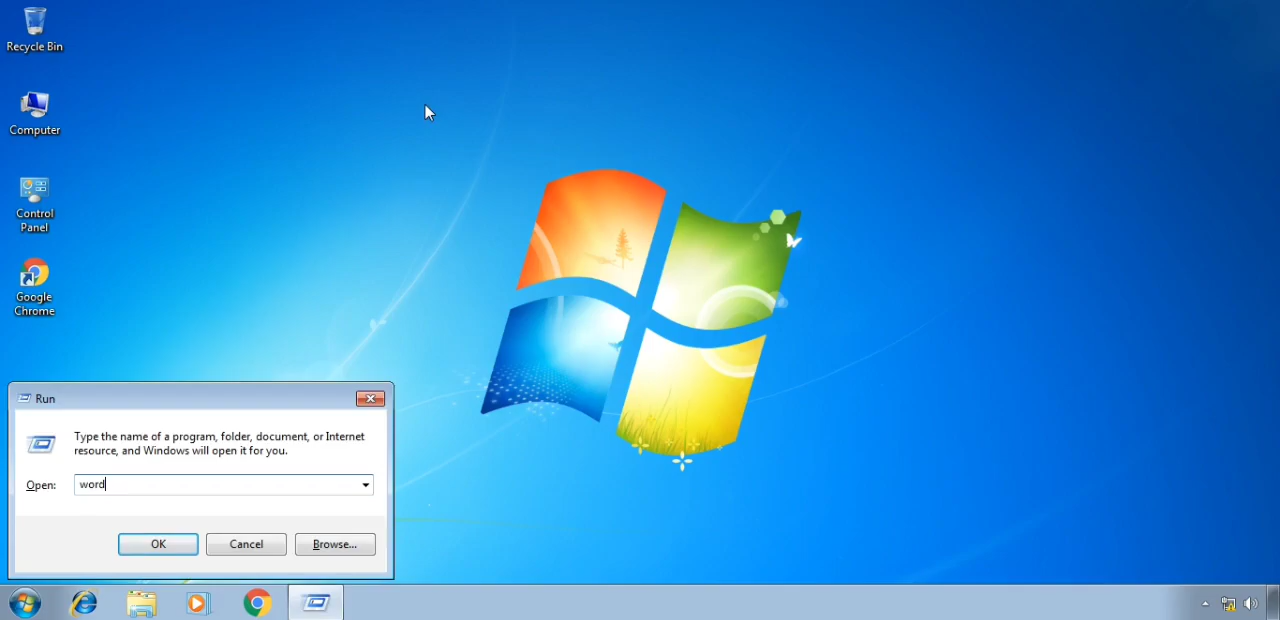 Recycle Bin
Computer
Control
Panel
Google
Chrome
Run
Type the name of a program, folder, document, or Internet
resource, and Windows will open it for you.
Open: word
OK Cancel Browse...